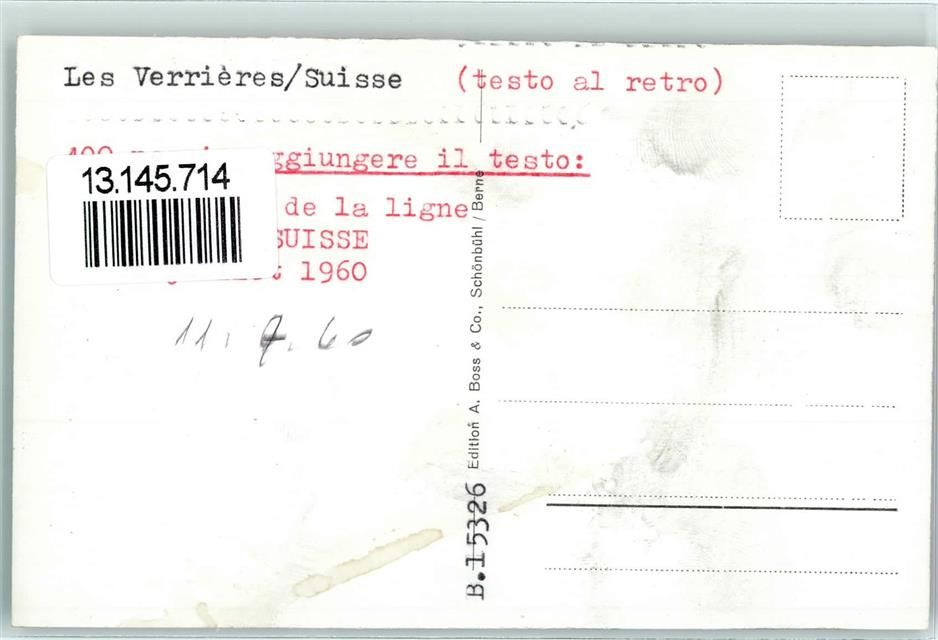 Les Verrières/Suisse (testo al retro)
aggiungere il testo:
13.145.714
de la ligne
SUISSE
1960
11. 7. 60
B.15326 Edition A. Boss & Co., Schönbühl / Berne